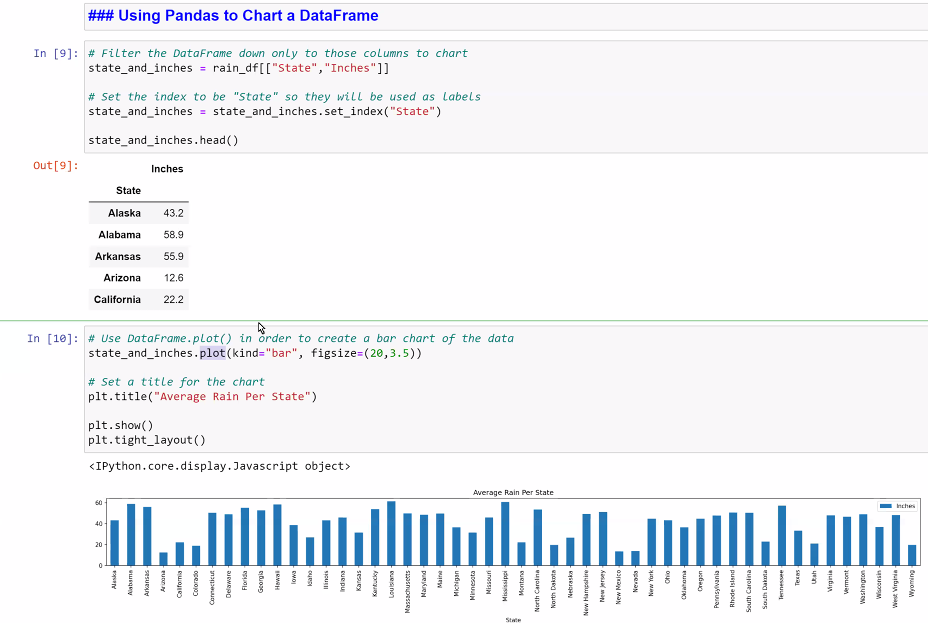 ### Using Pandas to Chart a DataFrame
In [9]:
# Filter the DataFrame down only to those columns to chart
state_and_inches = rain_df[["State","Inches"]]
# Set the index to be "State" so they will be used as labels
state_and_inches = state_and_inches.set_index("State")
state_and_inches.head()
Out[9]:
Inches
State
Alaska 43.2
Alabama 58.9
Arkansas 55.9
Arizona 12.6
California 22.2
In [10]:
# Use DataFrame.plot() in order to create a bar chart of the data
state_and_inches.plot(kind="bar", figsize=(20,3.5))
# Set a title for the chart
plt.title("Average Rain Per State")
plt.show()
plt.tight_layout()
<IPython.core.display.Javascript object>
Average Rain Per State
Inches
60
40
20
0
Alaska
Alabama
Arkansas
Arizona
California
Colorado
Connecticut
Delaware
Florida
Georgia
Hawaii
Iowa
Idaho
Illinois
Indiana
Kansas
Kentucky
Louisiana
Massachusetts
Maryland
Maine
Michigan
Minnesota
Missouri
Mississippi
Montana
North Carolina
North Dakota
Nebraska
New Hampshire
New Jersey
New Mexico
Nevada
New York
Ohio
Oklahoma
Oregon
Pennsylvania
Rhode Island
South Carolina
South Dakota
Tennessee
Texas
Utah
Virginia
Vermont
Washington
Wisconsin
West Virginia
Wyoming
State